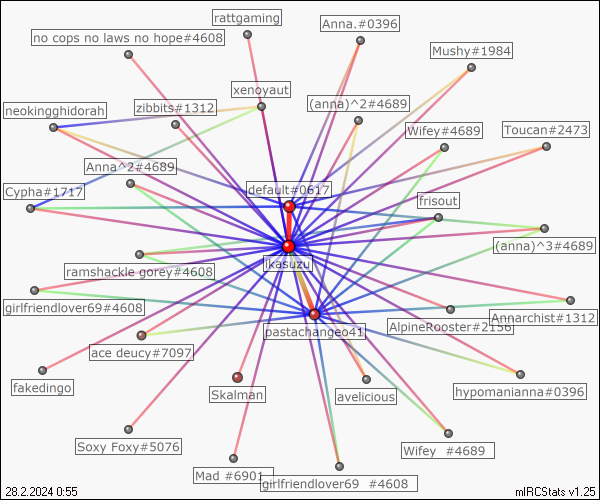 rattgaming
Anna.#0396
no cops no laws no hope#4608
Mushy#1984
xenoyaut
neokingghidorah
zibbits#1312
(anna)^2#4689
Wifey#4689
Toucan#2473
Anna^2#4689
Cypha#1717
default#0617
frisout
(anna)^3#4689
ikasuzu
ramshackle gorey#4608
girlfriendlover69#4608
Annarchist#1312
AlpineRooster#2156
pastachangeo41
ace deucy#7097
fakedingo
Skalman
avelicious
hypomanianna#0396
Soxy Foxy#5076
Wifey #4689
Mad #6901
girlfriendlover69 #4608
28.2.2024 0:55
mIRCStats v1.25